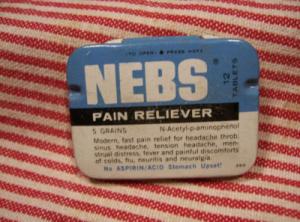 TO OPEN PRESS HERE
NEBS®
12 TABLETS
PAIN RELIEVER
5 GRAINS N-Acetyl-p-aminophenol
Modern, fast pain relief for headache throb,
sinus headache, tension headache, men-
strual distress, fever and painful discomforts
of colds, flu, neuritis and neuralgia.
No ASPIRIN/ACID Stomach Upset!